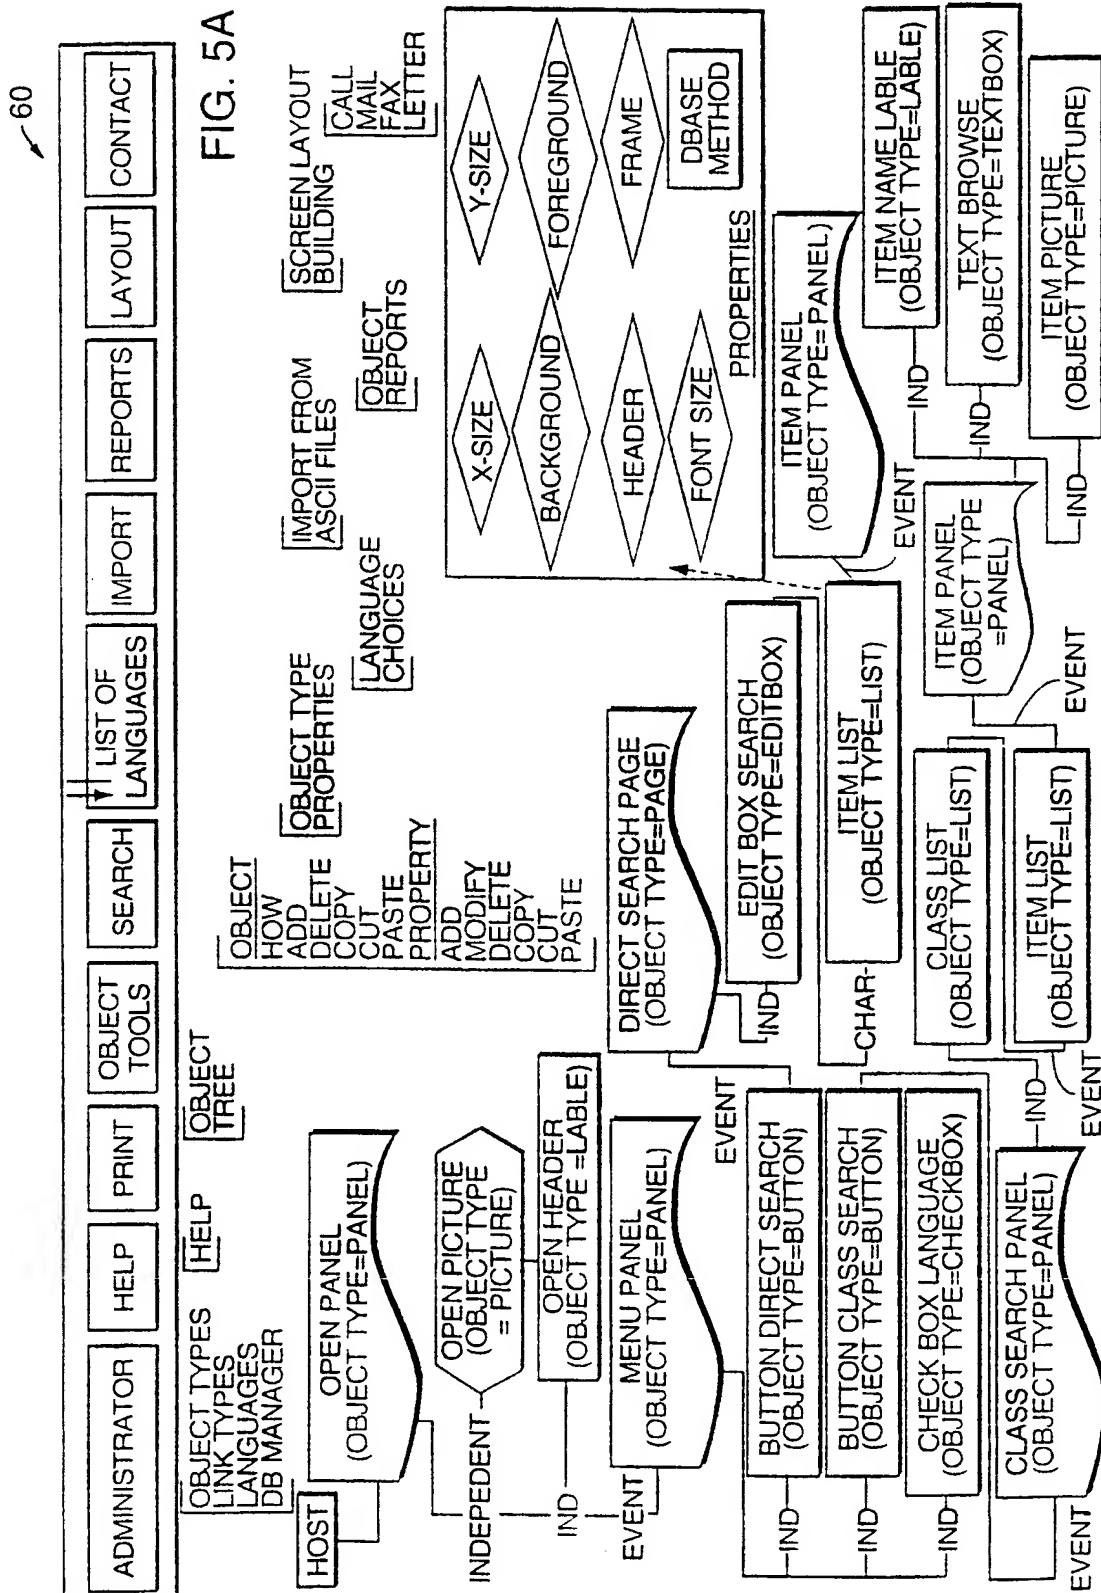 60
FIG. 5A
ADMINISTRATOR
HELP
PRINT
OBJECT
TOOLS
SEARCH
LIST OF
LANGUAGES
IMPORT
REPORTS
LAYOUT
CONTACT
OBJECT TYPES
LINK TYPES
LANGUAGES
DB MANAGER
HELP
OBJECT
TREE
OBJECT
HOW
ADD
DELETE
COPY
CUT
PASTE
PROPERTY
ADD
MODIFY
DELETE
COPY
CUT
PASTE
OBJECT TYPE
PROPERTIES
LANGUAGE
CHOICES
IMPORT FROM
ASCII FILES
OBJECT
REPORTS
SCREEN LAYOUT
BUILDING
CALL
MAIL
FAX
LETTER
HOST
OPEN PANEL
(OBJECT TYPE=PANEL)
INDEPEDENT
OPEN PICTURE
(OBJECT TYPE
= PICTURE)
IND
OPEN HEADER
(OBJECT TYPE =LABLE)
EVENT
MENU PANEL
(OBJECT TYPE=PANEL)
EVENT
IND
BUTTON DIRECT SEARCH
(OBJECT TYPE=BUTTON)
IND
BUTTON CLASS SEARCH
(OBJECT TYPE=BUTTON)
IND
CHECK BOX LANGUAGE
(OBJECT TYPE=CHECKBOX)
EVENT
CLASS SEARCH PANEL
(OBJECT TYPE=PANEL)
DIRECT SEARCH PAGE
(OBJECT TYPE=PAGE)
IND
EDIT BOX SEARCH
(OBJECT TYPE=EDITBOX)
CHAR
ITEM LIST
(OBJECT TYPE=LIST)
IND
CLASS LIST
(OBJECT TYPE=LIST)
EVENT
ITEM LIST
(OBJECT TYPE=LIST)
X-SIZE
Y-SIZE
BACKGROUND
FOREGROUND
HEADER
FRAME
FONT SIZE
DBASE
METHOD
PROPERTIES
EVENT
ITEM PANEL
(OBJECT TYPE=PANEL)
EVENT
ITEM PANEL
(OBJECT TYPE
=PANEL)
IND
ITEM NAME LABLE
(OBJECT TYPE=LABLE)
IND
TEXT BROWSE
(OBJECT TYPE=TEXTBOX)
IND
ITEM PICTURE
(OBJECT TYPE=PICTURE)